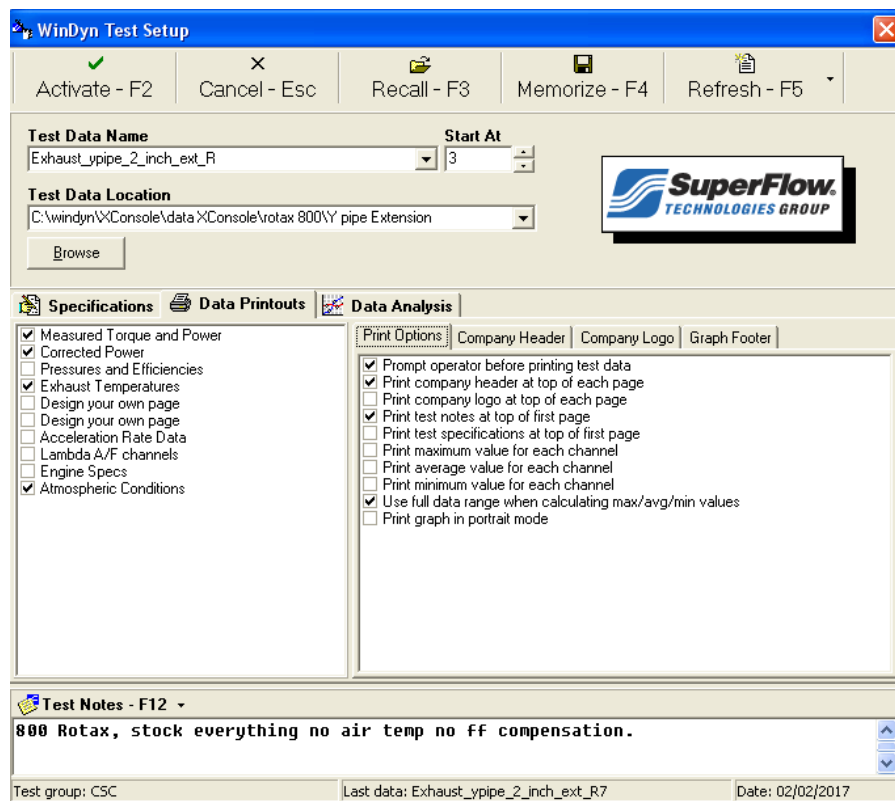 WinDyn Test Setup
Activate - F2
Cancel - Esc
Recall - F3
Memorize - F4
Refresh - F5
Test Data Name
Start At
Exhaust_ypipe_2_inch_ext_R
3
Test Data Location
C:\windyn\XConsole\data XConsole\rotax 800\Y pipe Extension
Browse
SuperFlow.
TECHNOLOGIES GROUP
Specifications
Data Printouts
Data Analysis
Measured Torque and Power
Corrected Power
Pressures and Efficiencies
Exhaust Temperatures
Design your own page
Design your own page
Acceleration Rate Data
Lambda A/F channels
Engine Specs
Atmospheric Conditions
Print Options
Company Header
Company Logo
Graph Footer
Prompt operator before printing test data
Print company header at top of each page
Print company logo at top of each page
Print test notes at top of first page
Print test specifications at top of first page
Print maximum value for each channel
Print average value for each channel
Print minimum value for each channel
Use full data range when calculating max/avg/min values
Print graph in portrait mode
Test Notes - F12
800 Rotax, stock everything no air temp no ff compensation.
Test group: CSC
Last data: Exhaust_ypipe_2_inch_ext_R7
Date: 02/02/2017